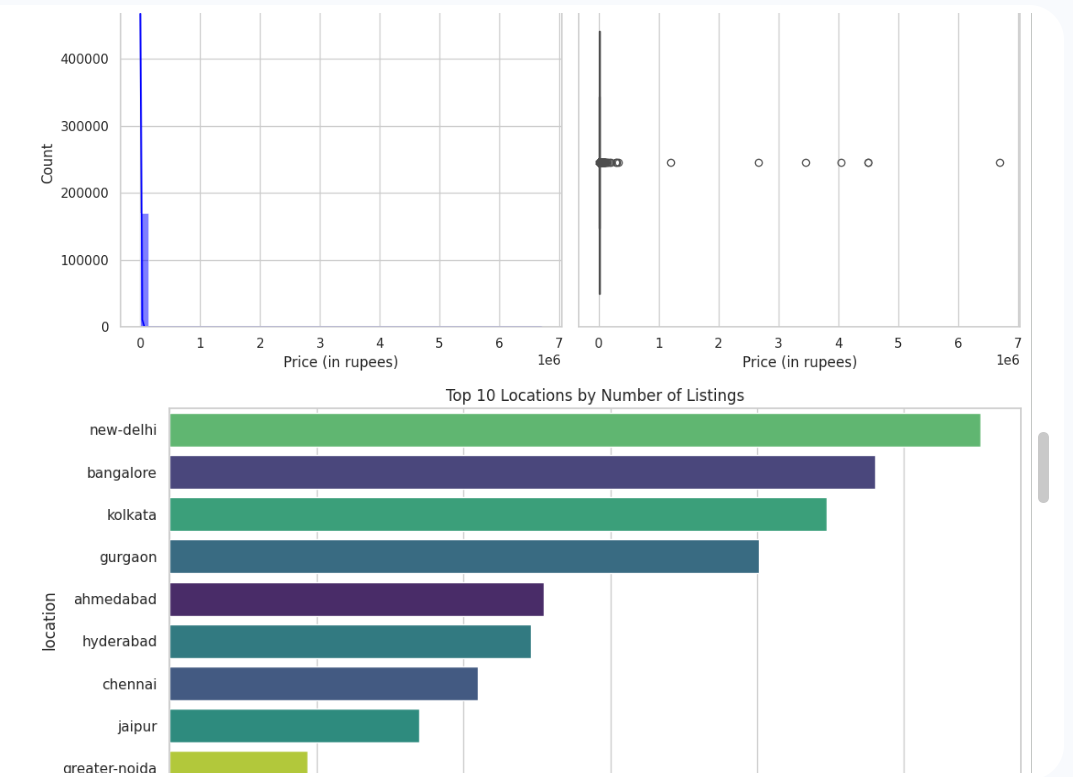 400000
300000
200000
100000
0
Count
0 1 2 3 4 5 6 7
1e6
Price (in rupees)
0 1 2 3 4 5 6 7
1e6
Price (in rupees)
Top 10 Locations by Number of Listings
location
new-delhi
bangalore
kolkata
gurgaon
ahmedabad
hyderabad
chennai
jaipur
greater-noida